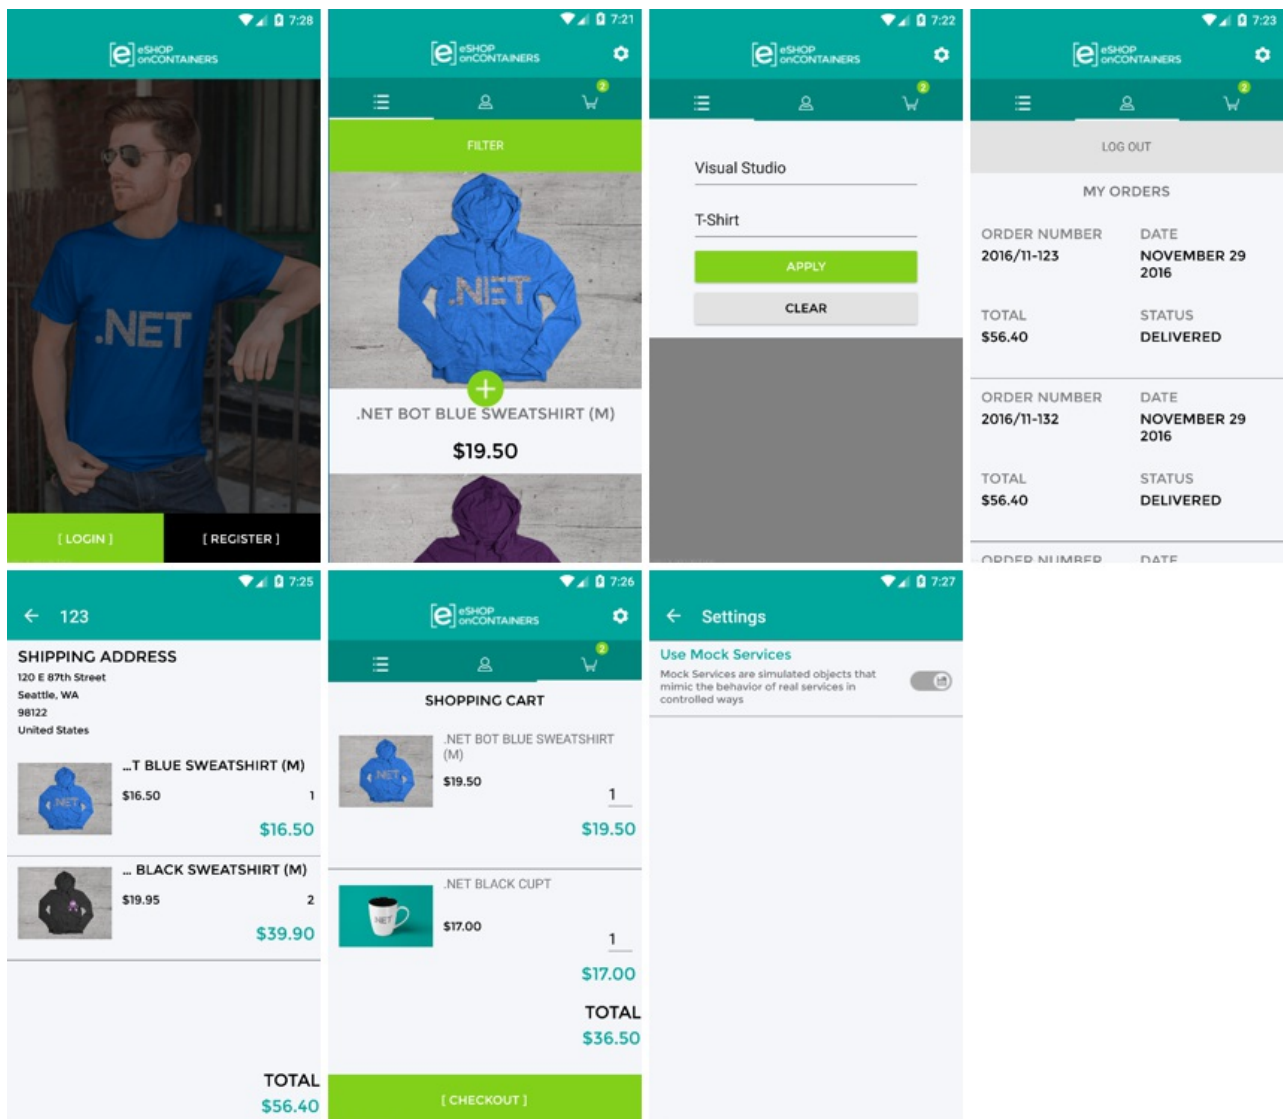 7:28
[e] eSHOP
onCONTAINERS
.NET
[ LOGIN ]
[ REGISTER ]
7:21
[e] eSHOP
onCONTAINERS
2
FILTER
.NET
.NET BOT BLUE SWEATSHIRT (M)
$19.50
7:22
[e] eSHOP
onCONTAINERS
2
Visual Studio
T-Shirt
APPLY
CLEAR
7:23
[e] eSHOP
onCONTAINERS
2
LOG OUT
MY ORDERS
ORDER NUMBER
DATE
2016/11-123
NOVEMBER 29
2016
TOTAL
STATUS
$56.40
DELIVERED
ORDER NUMBER
DATE
2016/11-132
NOVEMBER 29
2016
TOTAL
STATUS
$56.40
DELIVERED
ORDER NUMBER
DATE
7:25
123
SHIPPING ADDRESS
120 E 87th Street
Seattle, WA
98122
United States
.NET
...T BLUE SWEATSHIRT (M)
$16.50
1
$16.50
... BLACK SWEATSHIRT (M)
$19.95
2
$39.90
TOTAL
$56.40
7:26
[e] eSHOP
onCONTAINERS
2
SHOPPING CART
.NET
.NET BOT BLUE SWEATSHIRT
(M)
$19.50
1
$19.50
.NET
.NET BLACK CUPT
$17.00
1
$17.00
TOTAL
$36.50
[ CHECKOUT ]
7:27
Settings
Use Mock Services
Mock Services are simulated objects that
mimic the behavior of real services in
controlled ways